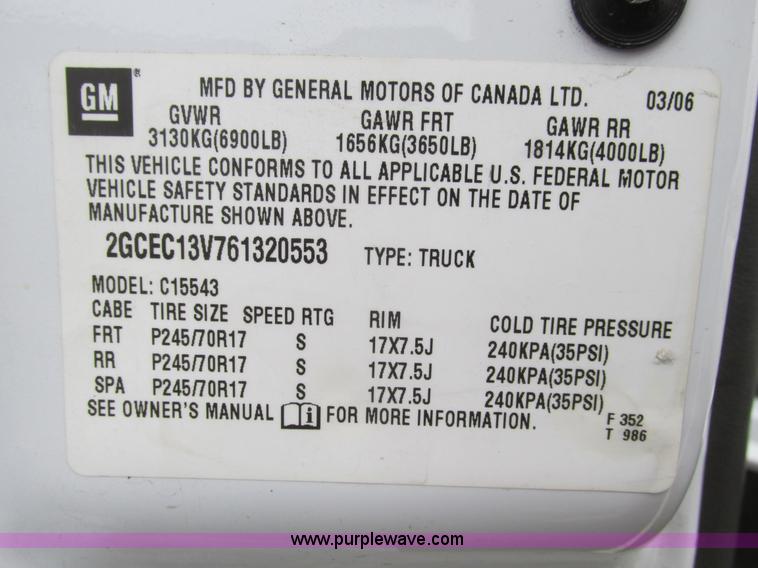 GM ® MFD BY GENERAL MOTORS OF CANADA LTD. 03/06
GVWR GAWR FRT GAWR RR
3130KG(6900LB) 1656KG(3650LB) 1814KG(4000LB)
THIS VEHICLE CONFORMS TO ALL APPLICABLE U.S. FEDERAL MOTOR
VEHICLE SAFETY STANDARDS IN EFFECT ON THE DATE OF
MANUFACTURE SHOWN ABOVE.
2GCEC13V761320553 TYPE: TRUCK
MODEL: C15543
CABE TIRE SIZE SPEED RTG RIM COLD TIRE PRESSURE
FRT P245/70R17 S 17X7.5J 240KPA(35PSI)
RR P245/70R17 S 17X7.5J 240KPA(35PSI)
SPA P245/70R17 S 17X7.5J 240KPA(35PSI)
SEE OWNER'S MANUAL i FOR MORE INFORMATION.
F 352
T 986
www.purplewave.com